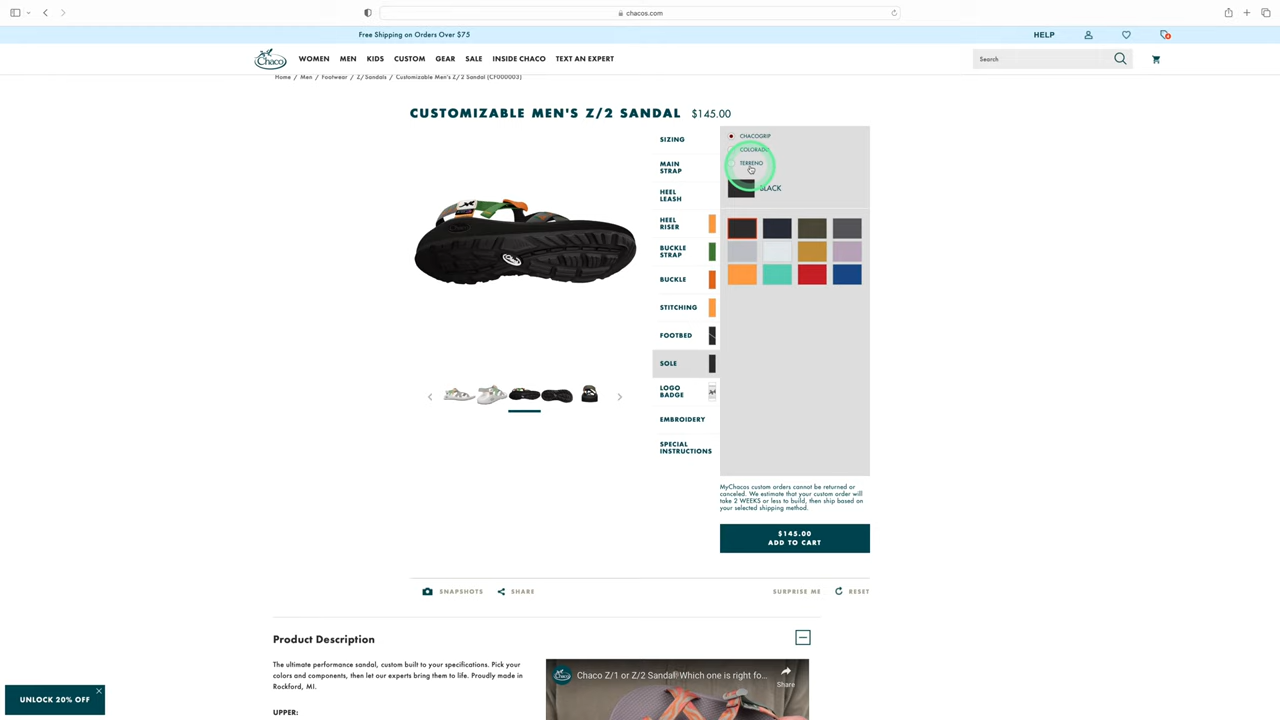 chacos.com
Free Shipping on Orders Over $75
HELP
Chaco
WOMEN MEN KIDS CUSTOM GEAR SALE INSIDE CHACO TEXT AN EXPERT
Search
Home / Men / Footwear / Z/Sandals / Customizable Men's Z/2 Sandal (CF000003)
CUSTOMIZABLE MEN'S Z/2 SANDAL $145.00
SIZING
MAIN
STRAP
HEEL
LEASH
HEEL
RISER
BUCKLE
STRAP
BUCKLE
STITCHING
FOOTBED
SOLE
LOGO
BADGE
EMBROIDERY
SPECIAL
INSTRUCTIONS
CHACOGRIP
COLORADO
TERRENO
BLACK
MyChacos custom orders cannot be returned or
canceled. We estimate that your custom order will
take 2 WEEKS or less to build, then ship based on
your selected shipping method.
$145.00
ADD TO CART
SNAPSHOTS SHARE
SURPRISE ME RESET
Product Description
The ultimate performance sandal, custom built to your specifications. Pick your
colors and components, then let our experts bring them to life. Proudly made in
Rockford, MI.
UPPER:
Chaco Z/1 or Z/2 Sandal? Which one is right fo...
Share
UNLOCK 20% OFF